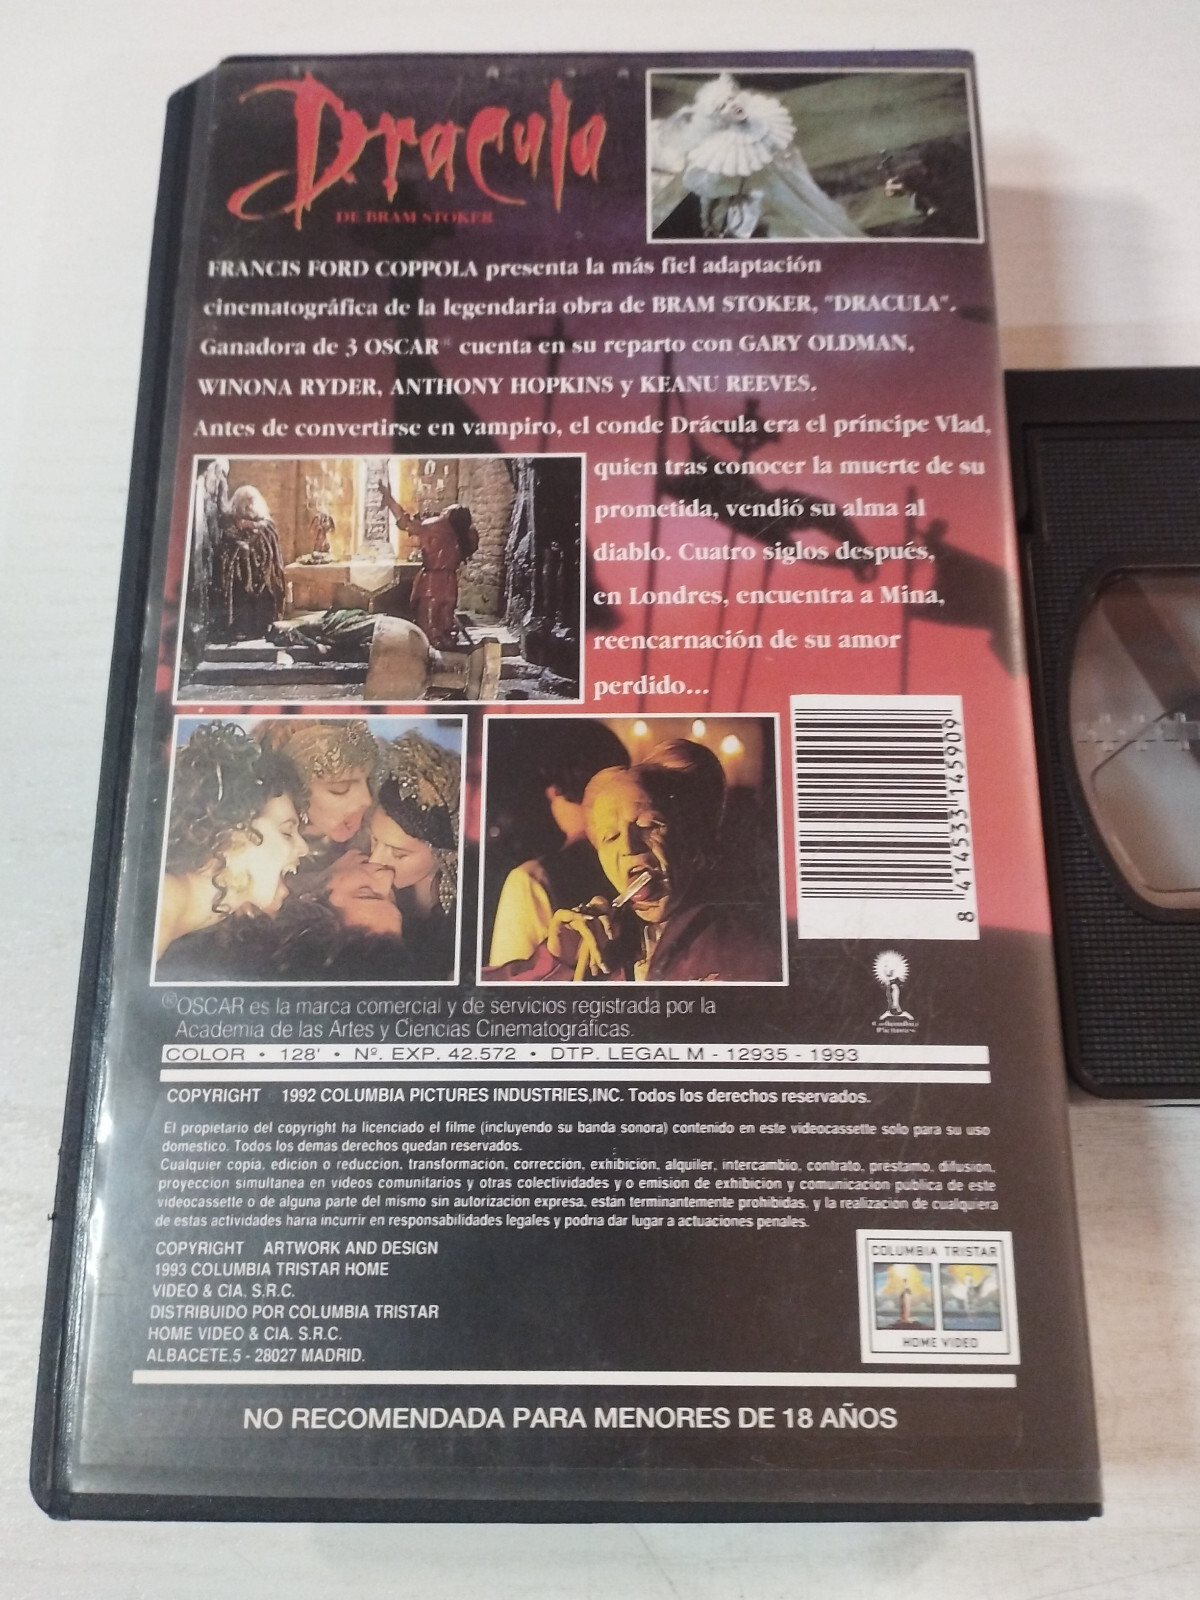 Dracula
DE BRAM STOKER
FRANCIS FORD COPPOLA presenta la más fiel adaptación
cinematográfica de la legendaria obra de BRAM STOKER, "DRACULA".
Ganadora de 3 OSCAR® cuenta en su reparto con GARY OLDMAN,
WINONA RYDER, ANTHONY HOPKINS y KEANU REEVES.
Antes de convertirse en vampiro, el conde Drácula era el príncipe Vlad,
quien tras conocer la muerte de su
prometida, vendió su alma al
diablo. Cuatro siglos después,
en Londres, encuentra a Mina,
reencarnación de su amor
perdido...
8 414533 145909
Columbia
Pictures
®OSCAR es la marca comercial y de servicios registrada por la
Academia de las Artes y Ciencias Cinematográficas.
COLOR • 128' • Nº. EXP. 42.572 • DTP. LEGAL M - 12935 - 1993
COPYRIGHT 1992 COLUMBIA PICTURES INDUSTRIES,INC. Todos los derechos reservados.
El propietario del copyright ha licenciado el filme (incluyendo su banda sonora) contenido en este videocassette solo para su uso
domestico. Todos los demas derechos quedan reservados.
Cualquier copia, edicion o reduccion, transformacion, corrección, exhibición, alquiler, intercambio, contrato, prestamo, difusion,
proyeccion simultanea en videos comunitarios y otras colectividades y o emisión de exhibicion y comunicacion publica de este
videocassette o de alguna parte del mismo sin autorizacion expresa, están terminantemente prohibidas, y la realización de cualquiera
de estas actividades haria incurrir en responsabilidades legales y podria dar lugar a actuaciones penales.
COPYRIGHT ARTWORK AND DESIGN
1993 COLUMBIA TRISTAR HOME
VIDEO & CIA. S.R.C.
DISTRIBUIDO POR COLUMBIA TRISTAR
HOME VIDEO & CIA. S.R.C.
ALBACETE,5 - 28027 MADRID.
COLUMBIA TRISTAR
HOME VIDEO
NO RECOMENDADA PARA MENORES DE 18 AÑOS